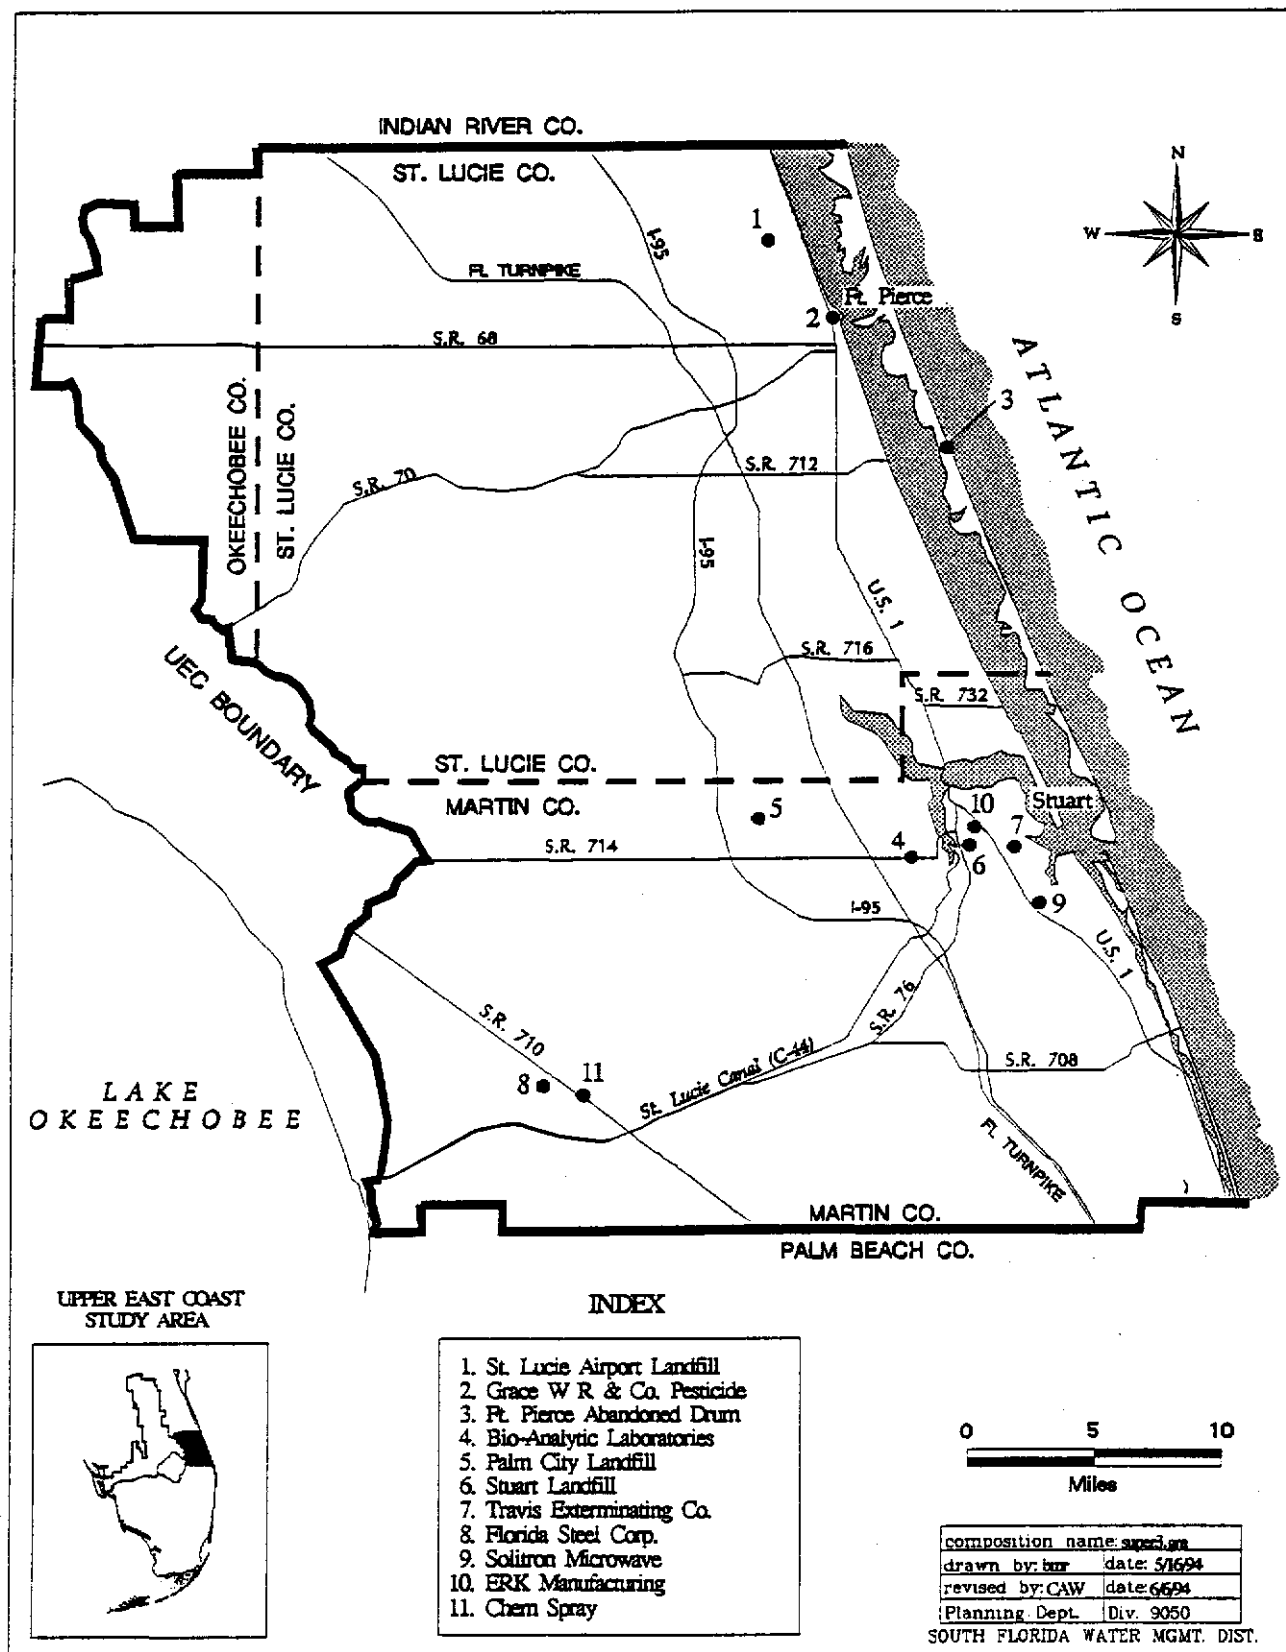 INDIAN RIVER CO.
ST. LUCIE CO.
N
W
E
S
1
I-95
FL TURNPIKE
Ft. Pierce
2
S.R. 68
ATLANTIC OCEAN
3
OKEECHOBEE CO.
ST. LUCIE CO.
S.R. 70
S.R. 712
I-95
U.S. 1
S.R. 716
S.R. 732
UEC BOUNDARY
ST. LUCIE CO.
MARTIN CO.
5
10
Stuart
7
4
6
S.R. 714
9
I-95
U.S. 1
S.R. 76
S.R. 710
St. Lucie Canal (C-44)
S.R. 708
8
11
LAKE
OKEECHOBEE
FL TURNPIKE
MARTIN CO.
PALM BEACH CO.
UPPER EAST COAST
STUDY AREA
INDEX
1. St. Lucie Airport Landfill
2. Grace W R & Co. Pesticide
3. Ft. Pierce Abandoned Drum
4. Bio-Analytic Laboratories
5. Palm City Landfill
6. Stuart Landfill
7. Travis Exterminating Co.
8. Florida Steel Corp.
9. Solitron Microwave
10. ERK Manufacturing
11. Chem Spray
0 5 10
Miles
composition name:
drawn by: date: 5/16/94
revised by: CAW date: 6/6/94
Planning Dept. Div. 9050
SOUTH FLORIDA WATER MGMT. DIST.